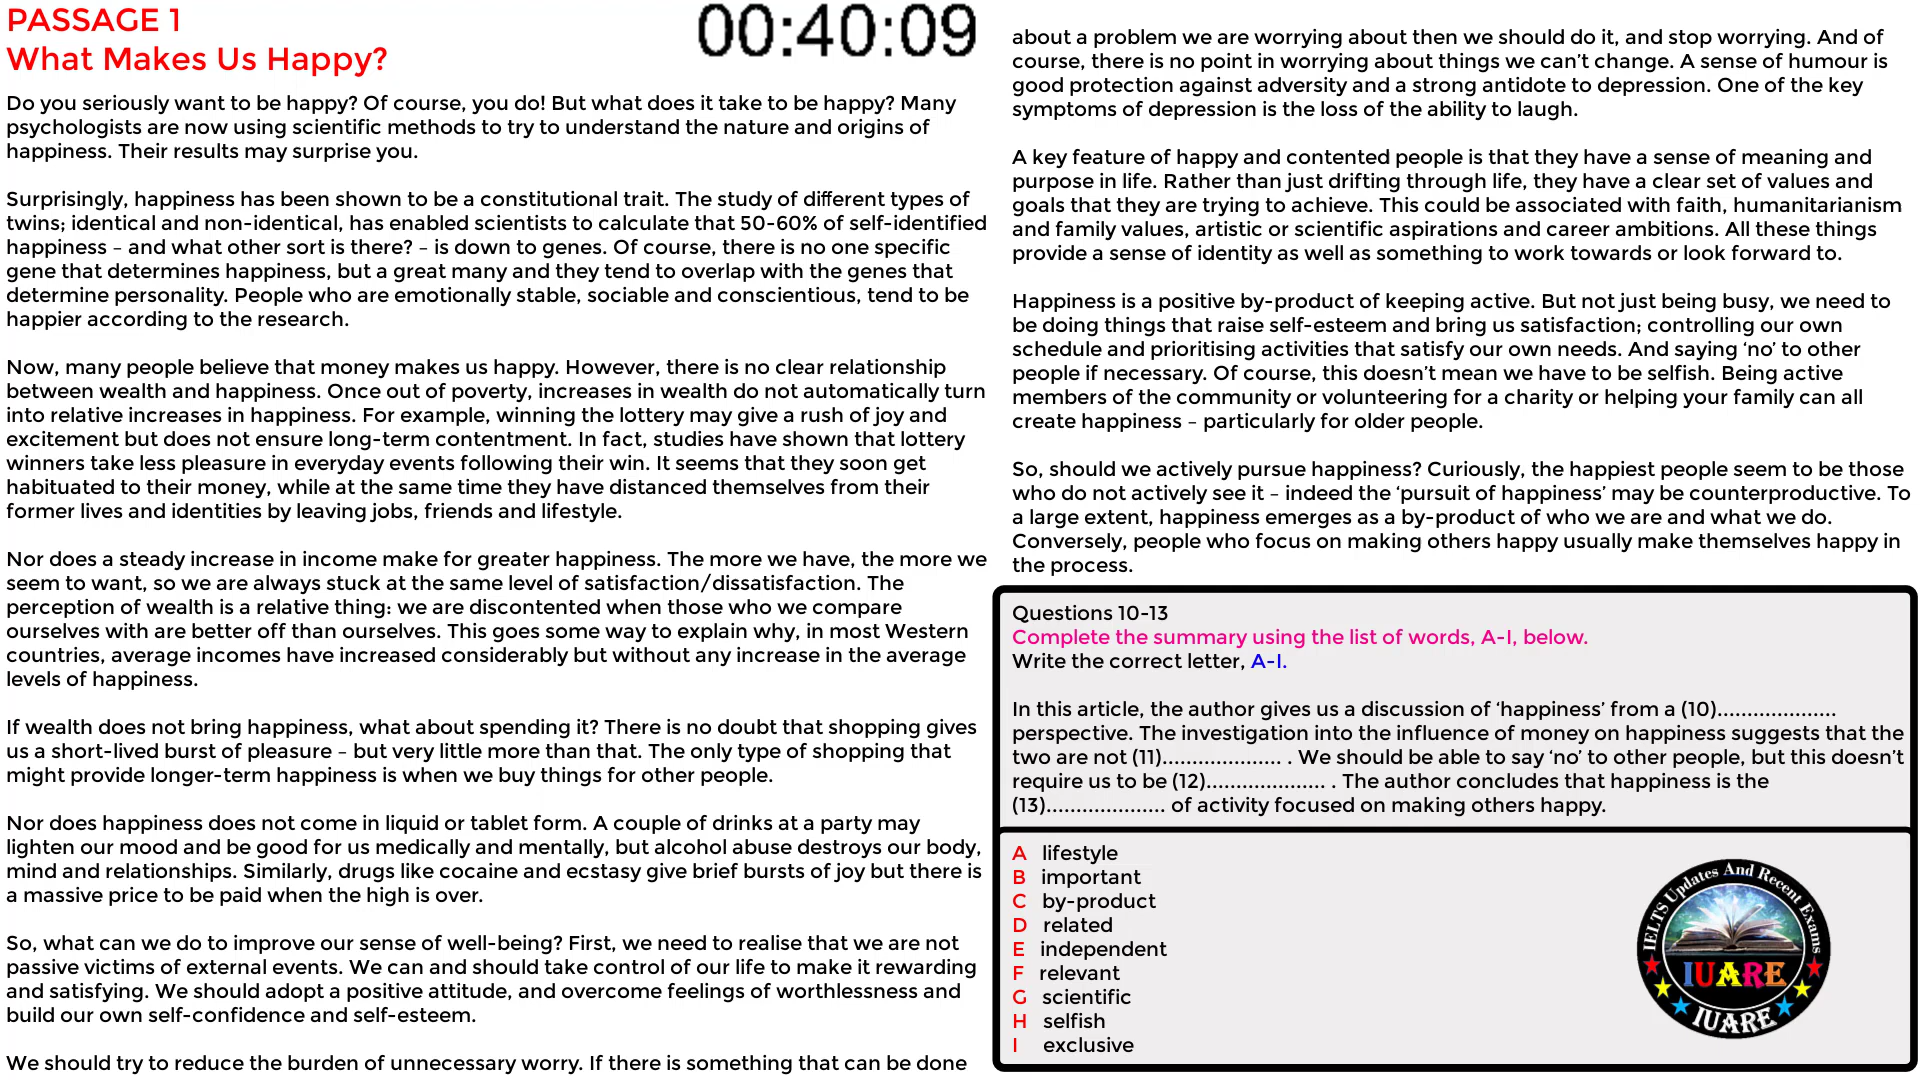 PASSAGE 1
What Makes Us Happy?
00:40:09
Do you seriously want to be happy? Of course, you do! But what does it take to be happy? Many
psychologists are now using scientific methods to try to understand the nature and origins of
happiness. Their results may surprise you.
Surprisingly, happiness has been shown to be a constitutional trait. The study of different types of
twins; identical and non-identical, has enabled scientists to calculate that 50-60% of self-identified
happiness – and what other sort is there? – is down to genes. Of course, there is no one specific
gene that determines happiness, but a great many and they tend to overlap with the genes that
determine personality. People who are emotionally stable, sociable and conscientious, tend to be
happier according to the research.
Now, many people believe that money makes us happy. However, there is no clear relationship
between wealth and happiness. Once out of poverty, increases in wealth do not automatically turn
into relative increases in happiness. For example, winning the lottery may give a rush of joy and
excitement but does not ensure long-term contentment. In fact, studies have shown that lottery
winners take less pleasure in everyday events following their win. It seems that they soon get
habituated to their money, while at the same time they have distanced themselves from their
former lives and identities by leaving jobs, friends and lifestyle.
Nor does a steady increase in income make for greater happiness. The more we have, the more we
seem to want, so we are always stuck at the same level of satisfaction/dissatisfaction. The
perception of wealth is a relative thing: we are discontented when those who we compare
ourselves with are better off than ourselves. This goes some way to explain why, in most Western
countries, average incomes have increased considerably but without any increase in the average
levels of happiness.
If wealth does not bring happiness, what about spending it? There is no doubt that shopping gives
us a short-lived burst of pleasure – but very little more than that. The only type of shopping that
might provide longer-term happiness is when we buy things for other people.
Nor does happiness does not come in liquid or tablet form. A couple of drinks at a party may
lighten our mood and be good for us medically and mentally, but alcohol abuse destroys our body,
mind and relationships. Similarly, drugs like cocaine and ecstasy give brief bursts of joy but there is
a massive price to be paid when the high is over.
So, what can we do to improve our sense of well-being? First, we need to realise that we are not
passive victims of external events. We can and should take control of our life to make it rewarding
and satisfying. We should adopt a positive attitude, and overcome feelings of worthlessness and
build our own self-confidence and self-esteem.
We should try to reduce the burden of unnecessary worry. If there is something that can be done
about a problem we are worrying about then we should do it, and stop worrying. And of
course, there is no point in worrying about things we can't change. A sense of humour is
good protection against adversity and a strong antidote to depression. One of the key
symptoms of depression is the loss of the ability to laugh.
A key feature of happy and contented people is that they have a sense of meaning and
purpose in life. Rather than just drifting through life, they have a clear set of values and
goals that they are trying to achieve. This could be associated with faith, humanitarianism
and family values, artistic or scientific aspirations and career ambitions. All these things
provide a sense of identity as well as something to work towards or look forward to.
Happiness is a positive by-product of keeping active. But not just being busy, we need to
be doing things that raise self-esteem and bring us satisfaction; controlling our own
schedule and prioritising activities that satisfy our own needs. And saying 'no' to other
people if necessary. Of course, this doesn't mean we have to be selfish. Being active
members of the community or volunteering for a charity or helping your family can all
create happiness – particularly for older people.
So, should we actively pursue happiness? Curiously, the happiest people seem to be those
who do not actively see it – indeed the 'pursuit of happiness' may be counterproductive. To
a large extent, happiness emerges as a by-product of who we are and what we do.
Conversely, people who focus on making others happy usually make themselves happy in
the process.
Questions 10-13
Complete the summary using the list of words, A-I, below.
Write the correct letter, A-I.
In this article, the author gives us a discussion of 'happiness' from a (10)....................
perspective. The investigation into the influence of money on happiness suggests that the
two are not (11).................... . We should be able to say 'no' to other people, but this doesn't
require us to be (12).................... . The author concludes that happiness is the
(13).................... of activity focused on making others happy.
A lifestyle
B important
C by-product
D related
E independent
F relevant
G scientific
H selfish
I exclusive
IELTS Updates And Recent Exams
IUARE
IUARE